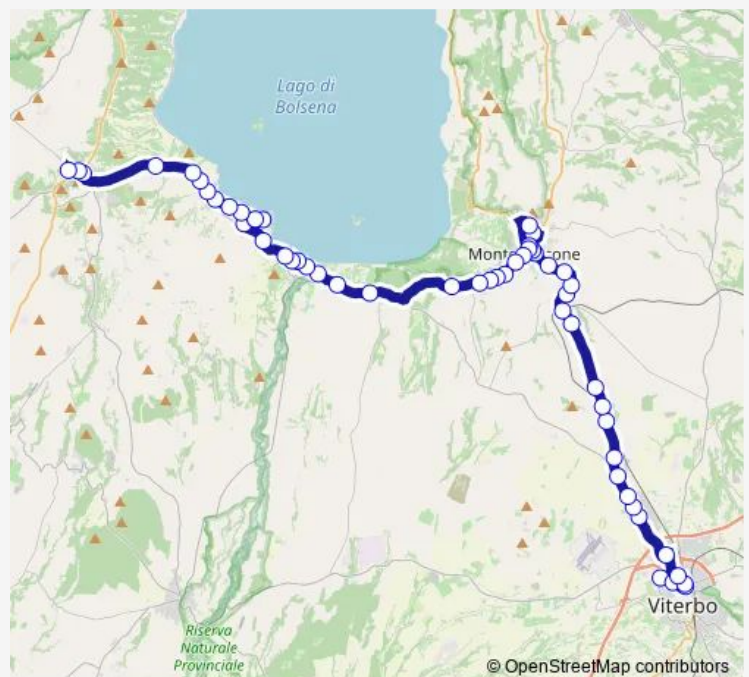 Lago di
Bolsena
Viterbo
Riserva
Naturale
Provinciale
© OpenStreetMap contributors